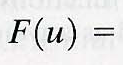 F(u) =